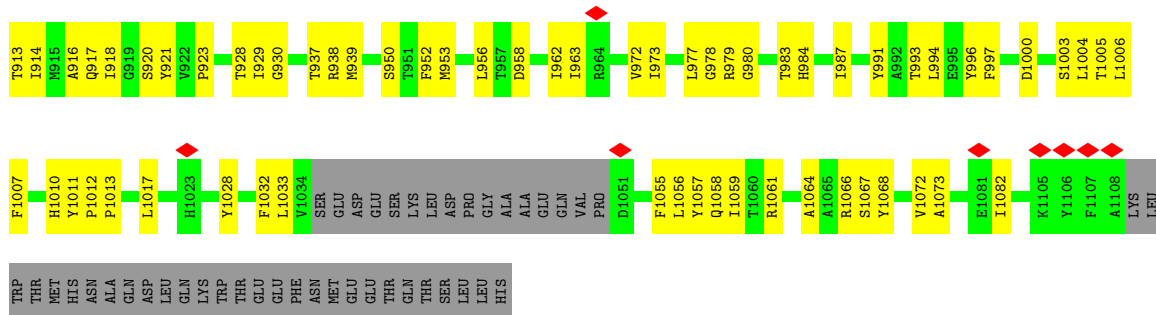 T913 I914 M915 A916 Q917 I918 G919 S920 Y921 V922 P923 T928 I929 G930 T937 R938 M939 S950 T951 F952 M953 L956 T957 D958 I962 I963 R964 V972 I973 L977 G978 R979 G980 T983 H984 I987 Y991 A992 T993 L994 E995 Y996 F997 D1000 S1003 L1004 T1005 L1006
F1007 H1010 Y1011 P1012 P1013 L1017 H1023 Y1028 F1032 L1033 V1034 SER GLU ASP GLU SER LYS LEU ASP PRO GLY ALA ALA GLU GLN VAL PRO D1051 F1055 L1056 Y1057 Q1058 I1059 T1060 R1061 A1064 A1065 R1066 S1067 Y1068 V1072 A1073 E1081 I1082 K1105 Y1106 F1107 A1108 LYS LEU
TRP THR MET HIS ASN ALA GLN ASP LEU GLN LYS TRP THR GLU GLU PHE ASN MET GLU GLU THR GLN THR SER LEU LEU HIS